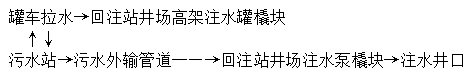 罐车拉水→回注站井场高架注水罐橇块
↑↓
污水站→污水外输管道——→回注站井场注水泵橇块→注水井口